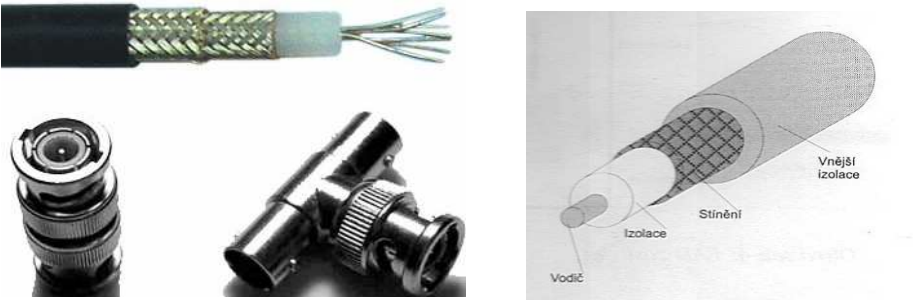 Vnější
izolace
Stínění
Izolace
Vodič